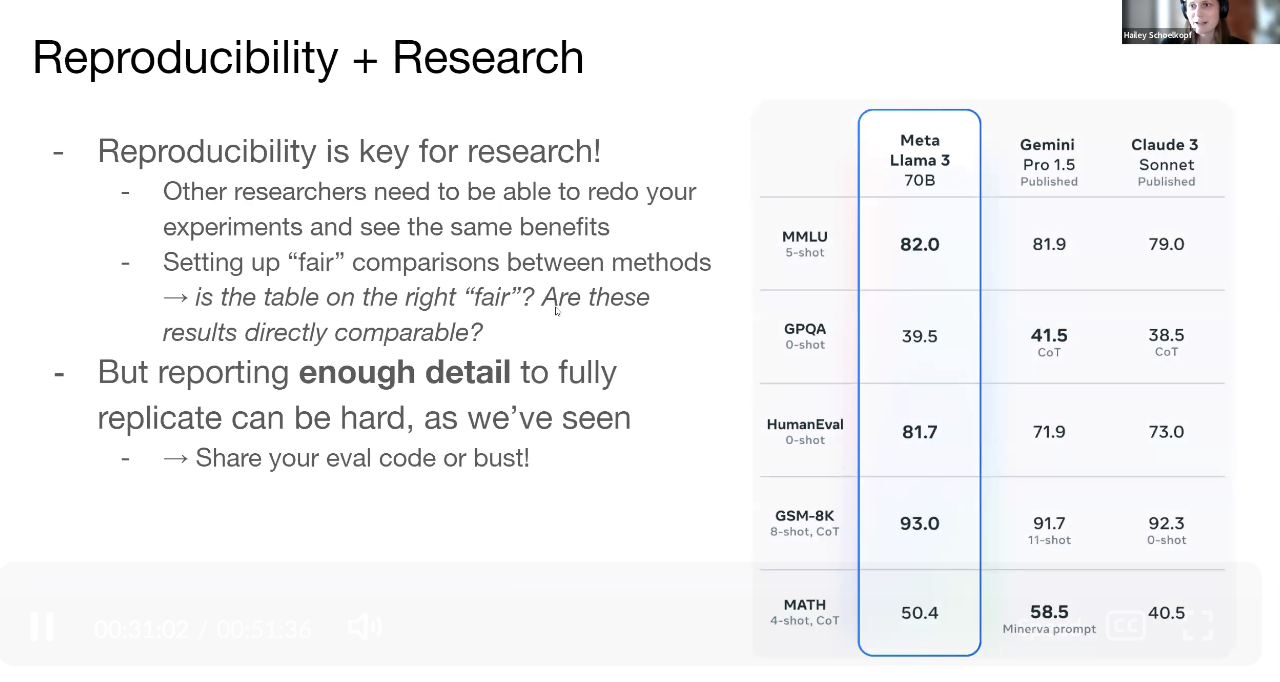 Hailey Schoelkopf
Reproducibility + Research
- Reproducibility is key for research!
- Other researchers need to be able to redo your
experiments and see the same benefits
- Setting up “fair” comparisons between methods
→ is the table on the right “fair”? Are these
results directly comparable?
- But reporting enough detail to fully
replicate can be hard, as we’ve seen
- → Share your eval code or bust!
Meta Llama 3 70B Gemini Pro 1.5 Published Claude 3 Sonnet Published
MMLU 82.0 81.9 79.0
5-shot
GPQA 39.5 41.5 38.5
0-shot CoT CoT
HumanEval 81.7 71.9 73.0
0-shot
GSM-8K 93.0 91.7 92.3
8-shot, CoT 11-shot 0-shot
MATH 50.4 58.5 40.5
4-shot, CoT Minerva prompt
00:31:02 / 00:51:36
CC